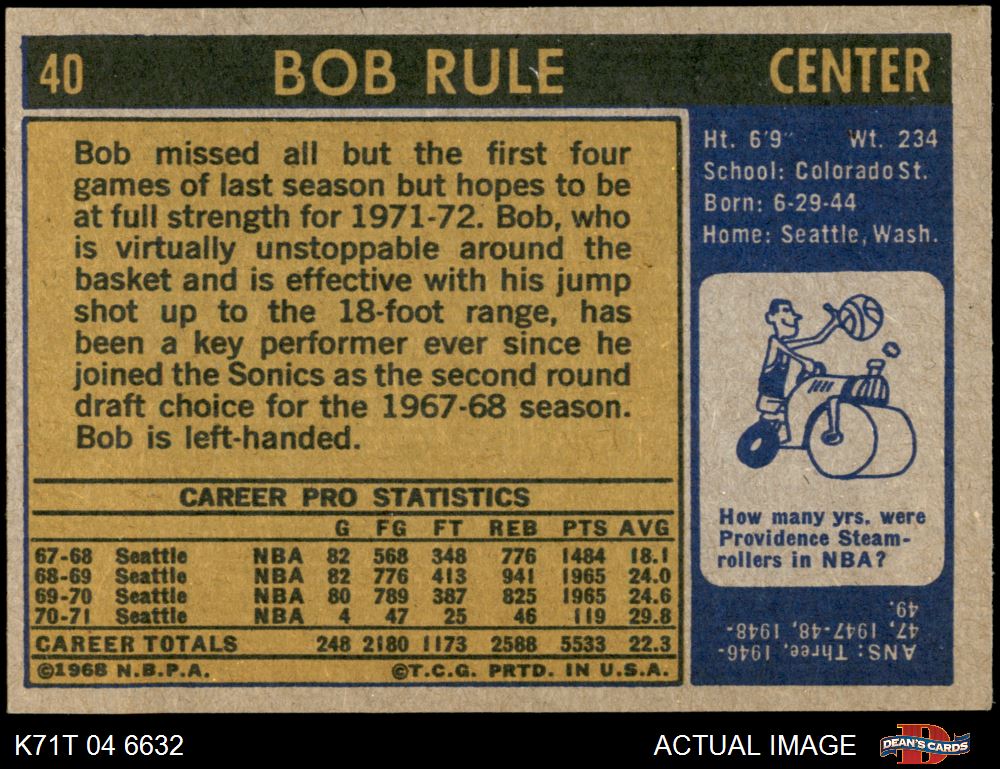 40 BOB RULE CENTER
Bob missed all but the first four
games of last season but hopes to be
at full strength for 1971-72. Bob, who
is virtually unstoppable around the
basket and is effective with his jump
shot up to the 18-foot range, has
been a key performer ever since he
joined the Sonics as the second round
draft choice for the 1967-68 season.
Bob is left-handed.
CAREER PRO STATISTICS
G FG FT REB PTS AVG
67-68 Seattle NBA 82 568 348 776 1484 18.1
68-69 Seattle NBA 82 776 413 941 1965 24.0
69-70 Seattle NBA 80 789 387 825 1965 24.6
70-71 Seattle NBA 4 47 25 46 119 29.8
CAREER TOTALS 248 2180 1173 2588 5533 22.3
©1968 N.B.P.A. ©T.C.G. PRTD. IN U.S.A.
Ht. 6'9" Wt. 234
School: Colorado St.
Born: 6-29-44
Home: Seattle, Wash.
How many yrs. were
Providence Steam-
rollers in NBA?
ANS: Three, 1946-
47, 1947-48, 1948-
49.
K71T 04 6632 ACTUAL IMAGE DEAN'S CARDS